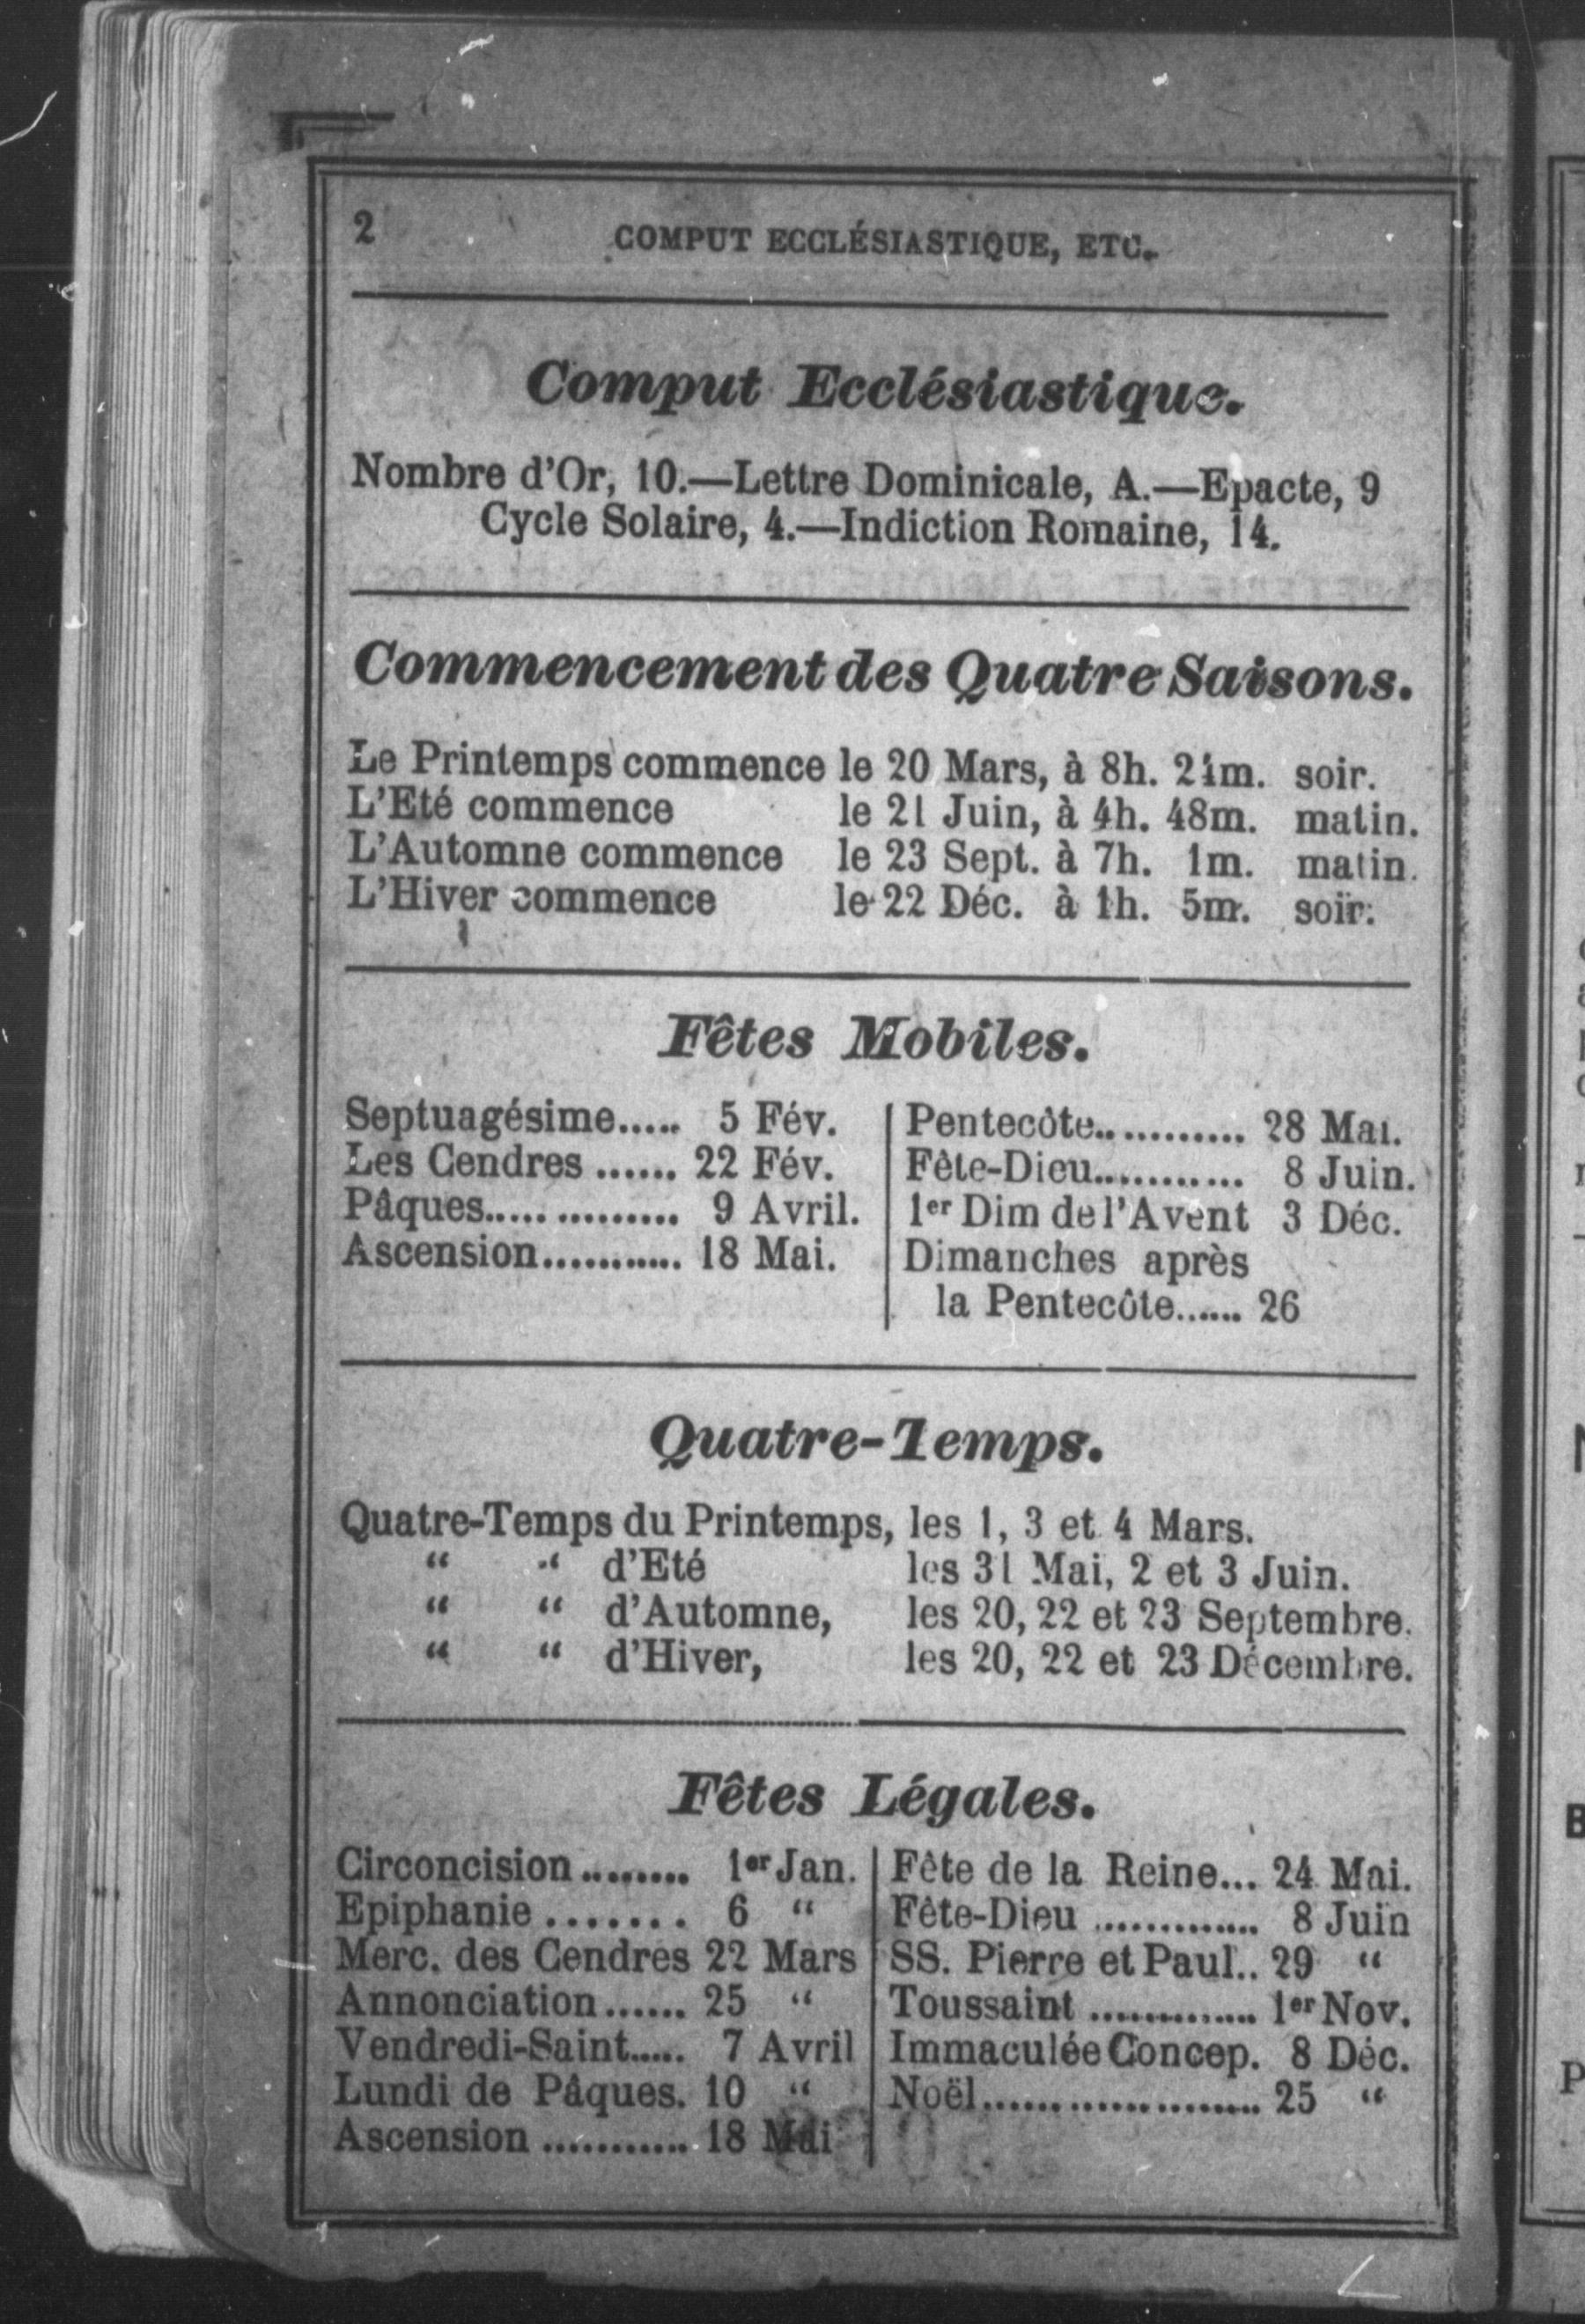 2 COMPUT ECCLÉSIASTIQUE, ETC.
Comput Ecclésiastique.
Nombre d'Or, 10.—Lettre Dominicale, A.—Epacte, 9
Cycle Solaire, 4.—Indiction Romaine, 14.
Commencement des Quatre Saisons.
Le Printemps commence le 20 Mars, à 8h. 21m. soir.
L'Eté commence le 21 Juin, à 4h. 48m. matin.
L'Automne commence le 23 Sept. à 7h. 1m. matin.
L'Hiver commence le 22 Déc. à 1h. 5m. soir.
Fêtes Mobiles.
Septuagésime..... 5 Fév.
Les Cendres ...... 22 Fév.
Pâques.............. 9 Avril.
Ascension............ 18 Mai.
Pentecôte............ 28 Mai.
Fête-Dieu............ 8 Juin.
1er Dim de l'Avent 3 Déc.
Dimanches après
la Pentecôte....... 26
Quatre-Temps.
Quatre-Temps du Printemps, les 1, 3 et 4 Mars.
“ “ d'Eté les 31 Mai, 2 et 3 Juin.
“ “ d'Automne, les 20, 22 et 23 Septembre.
“ “ d'Hiver, les 20, 22 et 23 Décembre.
Fêtes Légales.
Circoncision ......... 1er Jan.
Epiphanie ....... 6 “
Merc. des Cendres 22 Mars
Annonciation ...... 25 “
Vendredi-Saint..... 7 Avril
Lundi de Pâques. 10 “
Ascension ............ 18 Mai
Fête de la Reine... 24 Mai.
Fête-Dieu ............. 8 Juin
SS. Pierre et Paul.. 29 “
Toussaint ............. 1er Nov.
Immaculée Concep. 8 Déc.
Noël...................... 25 “